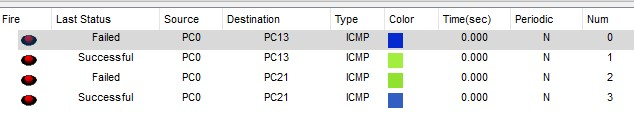 Fire Last Status Source Destination Type Color Time(sec) Periodic Num
Failed PC0 PC13 ICMP 0.000 N 0
Successful PC0 PC13 ICMP 0.000 N 1
Failed PC0 PC21 ICMP 0.000 N 2
Successful PC0 PC21 ICMP 0.000 N 3